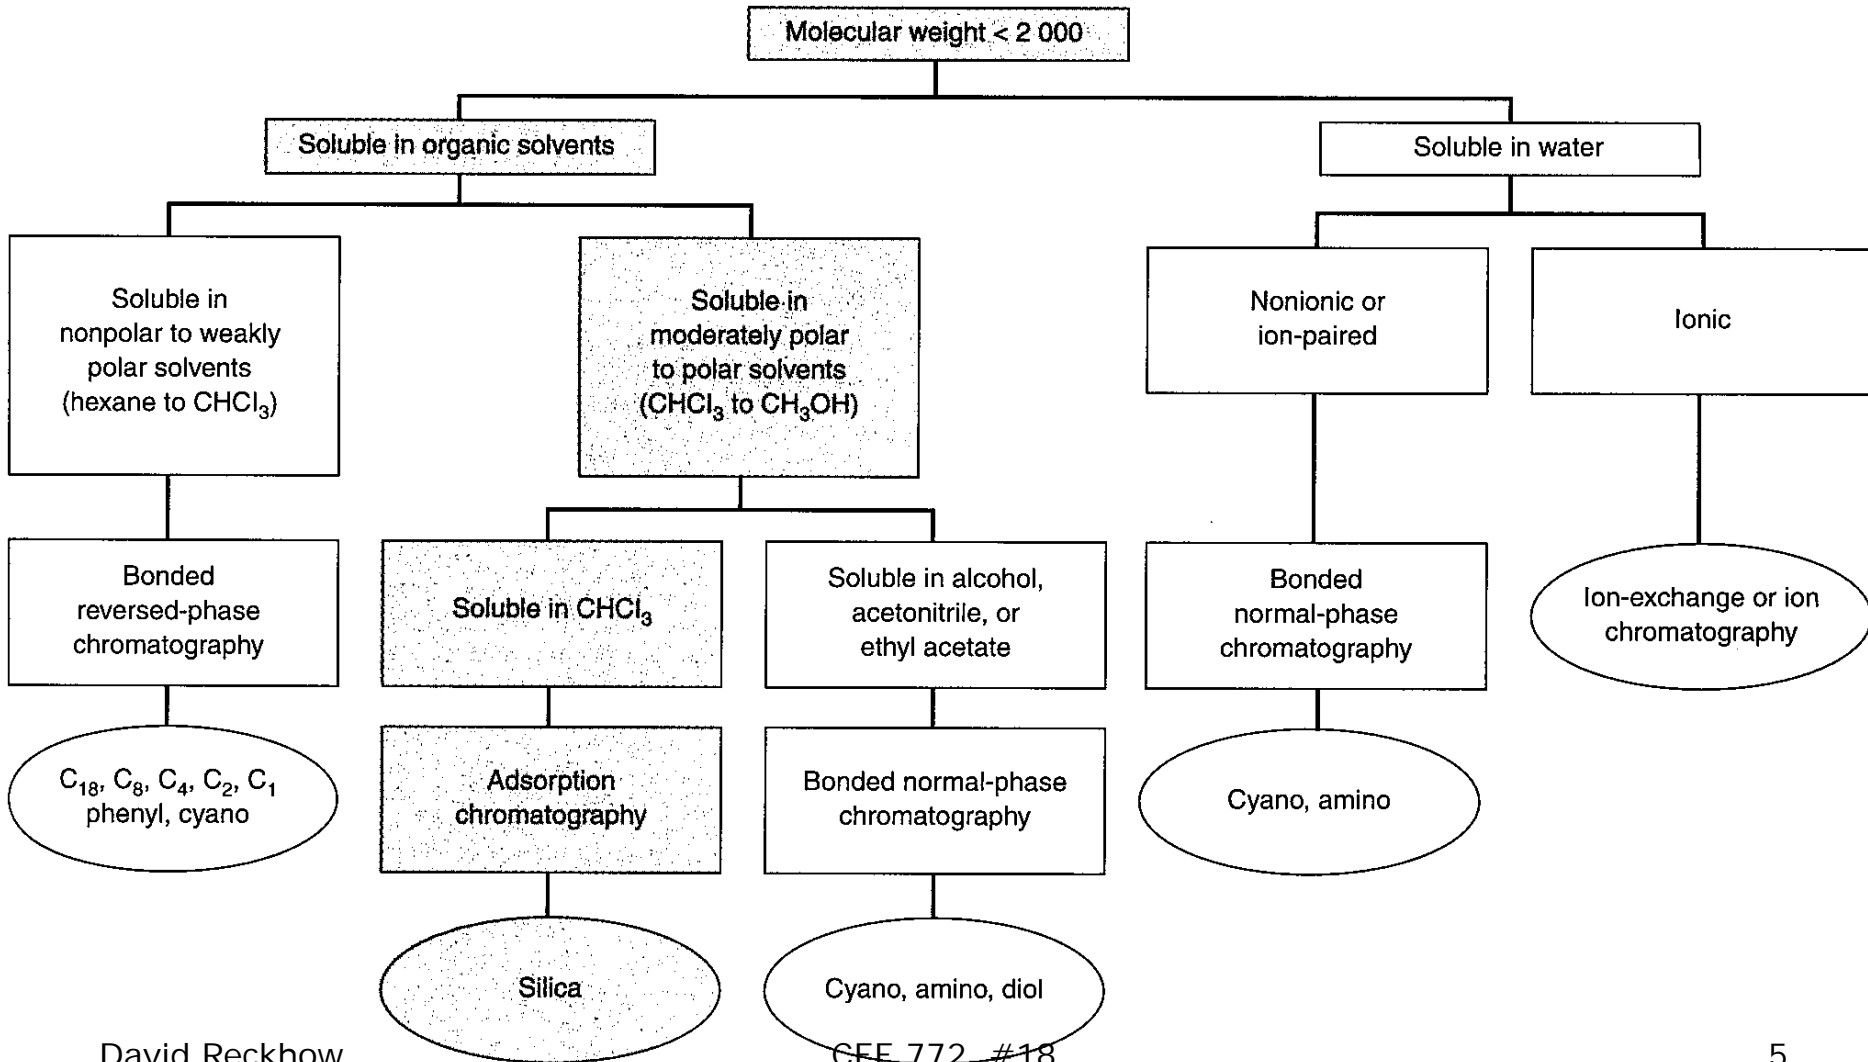 Molecular weight < 2 000
Soluble in organic solvents
Soluble in water
Soluble in
nonpolar to weakly
polar solvents
(hexane to CHCl₃)
Soluble in
moderately polar
to polar solvents
(CHCl₃ to CH₃OH)
Nonionic or
ion-paired
Ionic
Bonded
reversed-phase
chromatography
Soluble in CHCl₃
Soluble in alcohol,
acetonitrile, or
ethyl acetate
Bonded
normal-phase
chromatography
Ion-exchange or ion
chromatography
C₁₈, C₈, C₄, C₂, C₁
phenyl, cyano
Adsorption
chromatography
Bonded normal-phase
chromatography
Cyano, amino
Silica
Cyano, amino, diol
David Reckhow
CEE 772 #18
5